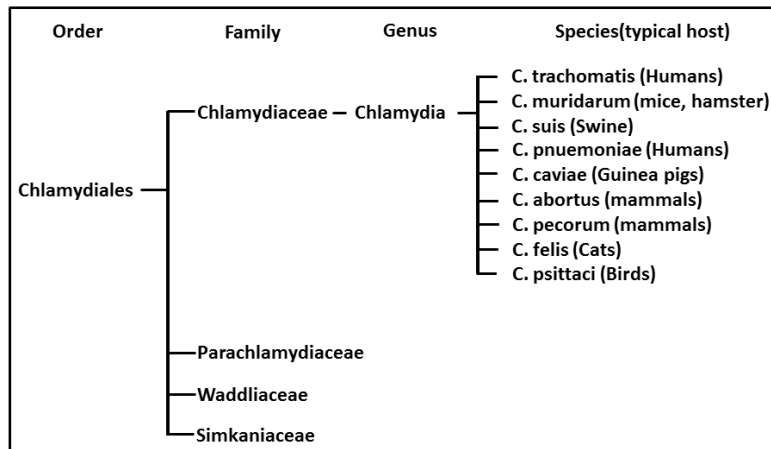 Order Family Genus Species(typical host)
C. trachomatis (Humans)
C. muridarum (mice, hamster)
Chlamydiaceae Chlamydia
C. suis (Swine)
C. pnuemoniae (Humans)
C. caviae (Guinea pigs)
Chlamydiales
C. abortus (mammals)
C. pecorum (mammals)
C. felis (Cats)
C. psittaci (Birds)
Parachlamydiaceae
Waddliaceae
Simkaniaceae